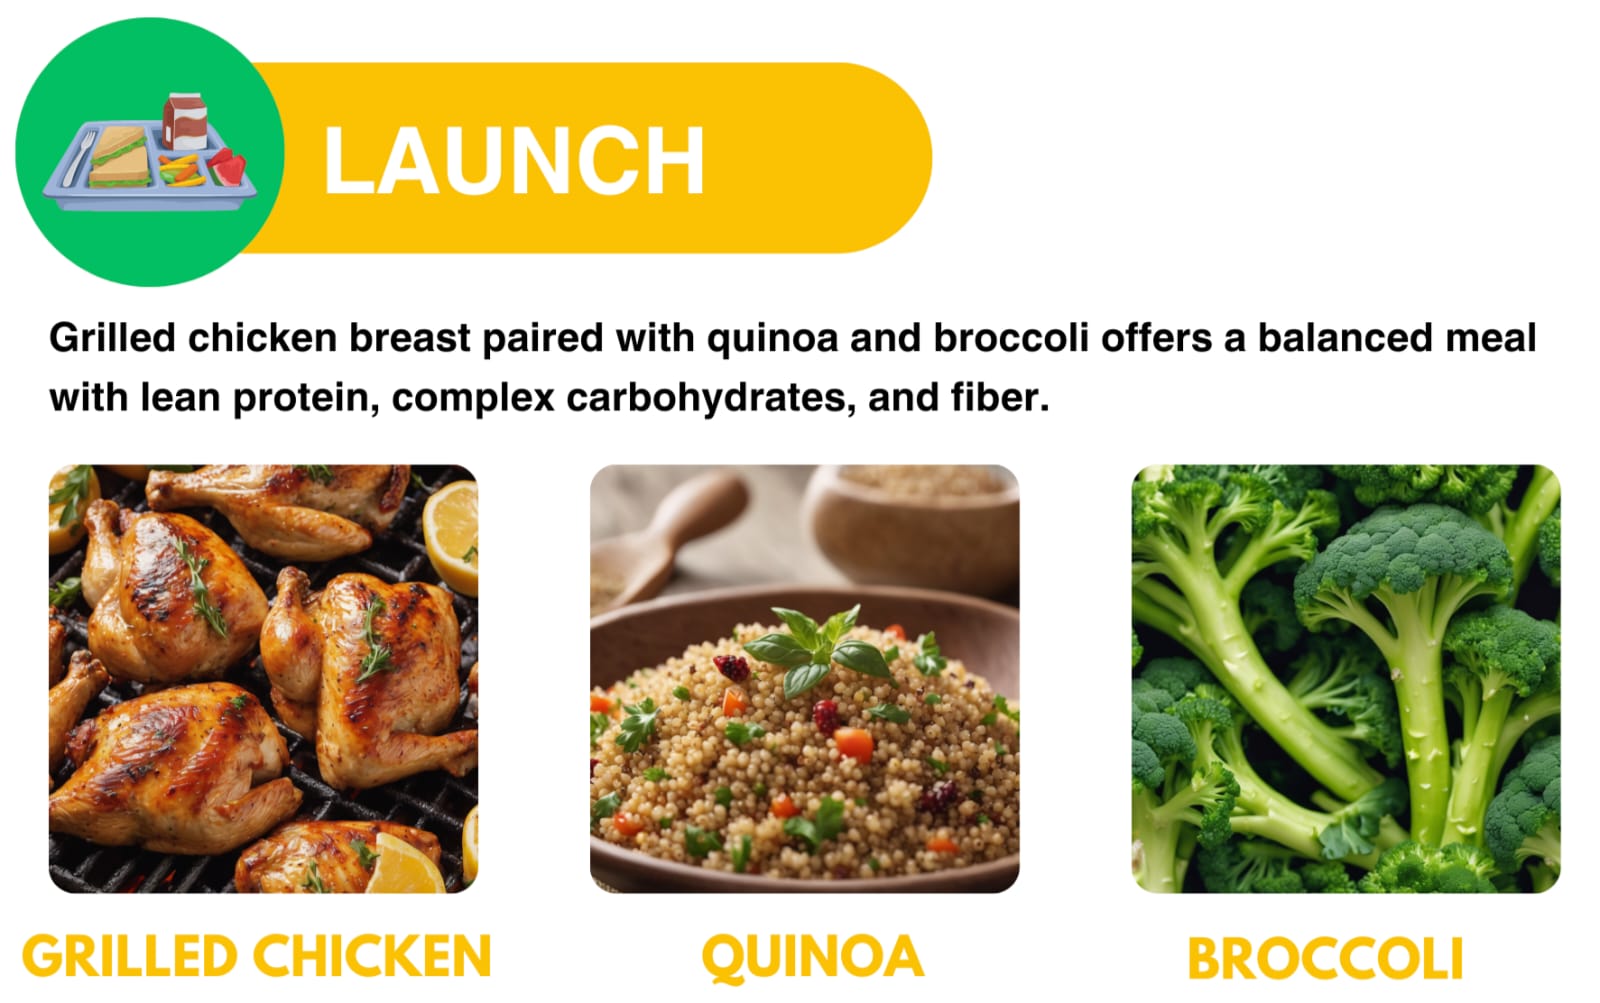 LAUNCH
Grilled chicken breast paired with quinoa and broccoli offers a balanced meal
with lean protein, complex carbohydrates, and fiber.
GRILLED CHICKEN
QUINOA
BROCCOLI